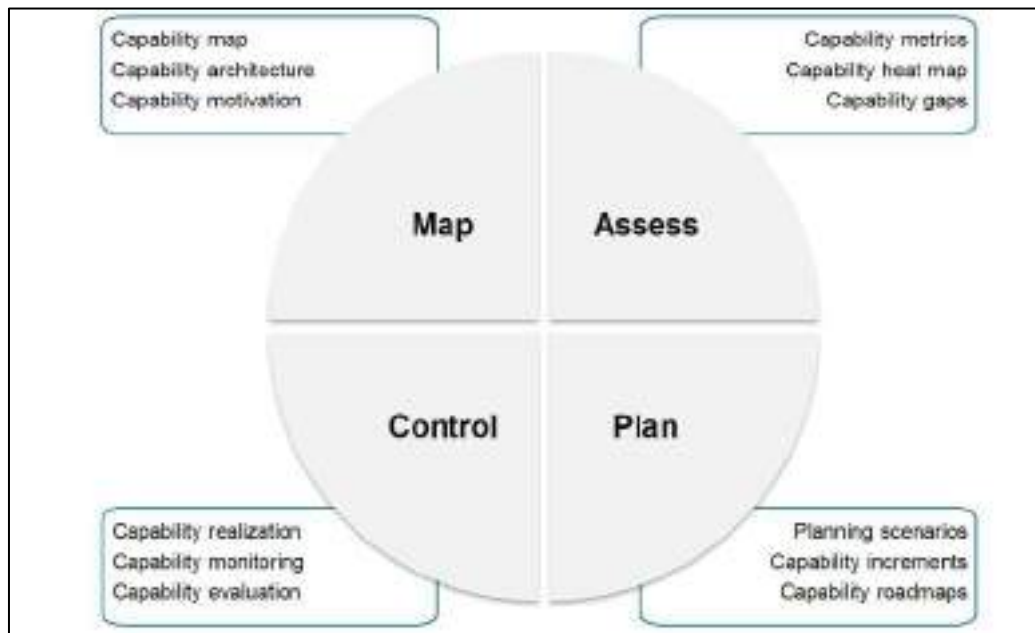 Capability map
Capability architecture
Capability motivation
Capability metrics
Capability heat map
Capability gaps
Map
Assess
Control
Plan
Capability realization
Capability monitoring
Capability evaluation
Planning scenarios
Capability increments
Capability roadmaps